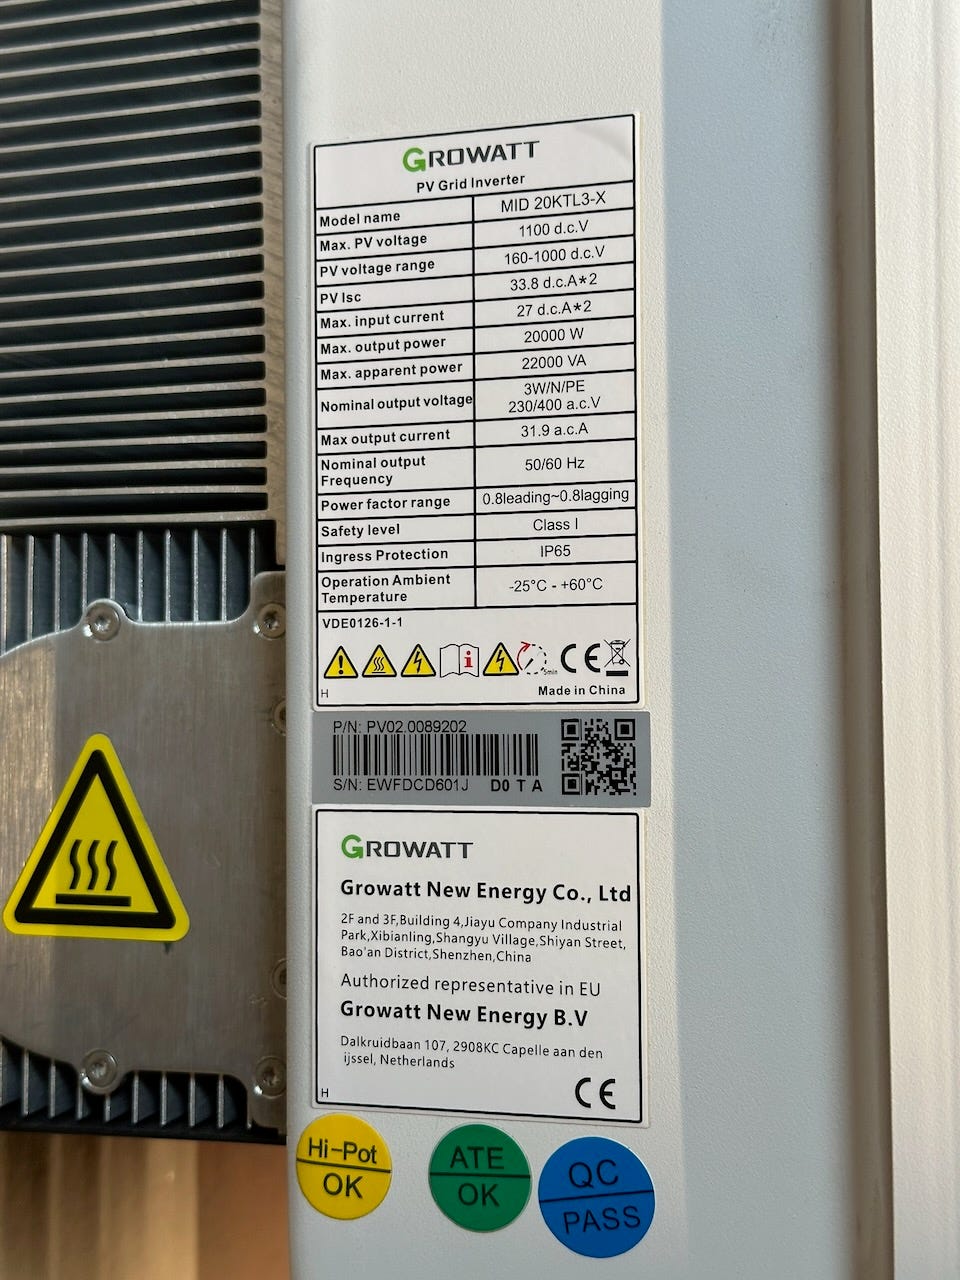 GROWATT
PV Grid Inverter
Model name MID 20KTL3-X
Max. PV voltage 1100 d.c.V
PV voltage range 160-1000 d.c.V
PV Isc 33.8 d.c.A*2
Max. input current 27 d.c.A*2
Max. output power 20000 W
Max. apparent power 22000 VA
Nominal output voltage 3W/N/PE
230/400 a.c.V
Max output current 31.9 a.c.A
Nominal output
Frequency 50/60 Hz
Power factor range 0.8leading~0.8lagging
Safety level Class I
Ingress Protection IP65
Operation Ambient
Temperature -25°C - +60°C
VDE0126-1-1
5min
CE
H Made in China
P/N: PV02.0089202
S/N: EWFDCD601J D0 T A
GROWATT
Growatt New Energy Co., Ltd
2F and 3F,Building 4,Jiayu Company Industrial
Park,Xibianling,Shangyu Village,Shiyan Street,
Bao'an District,Shenzhen,China
Authorized representative in EU
Growatt New Energy B.V
Dalkruidbaan 107, 2908KC Capelle aan den
ijssel, Netherlands
H CE
Hi-Pot
OK
ATE
OK
QC
PASS